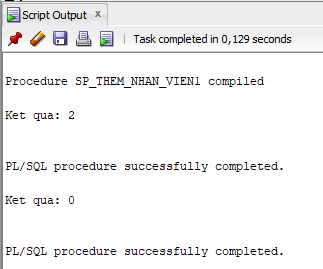 Script Output x
Task completed in 0,129 seconds
Procedure SP_THEM_NHAN_VIEN1 compiled
Ket qua: 2
PL/SQL procedure successfully completed.
Ket qua: 0
PL/SQL procedure successfully completed.